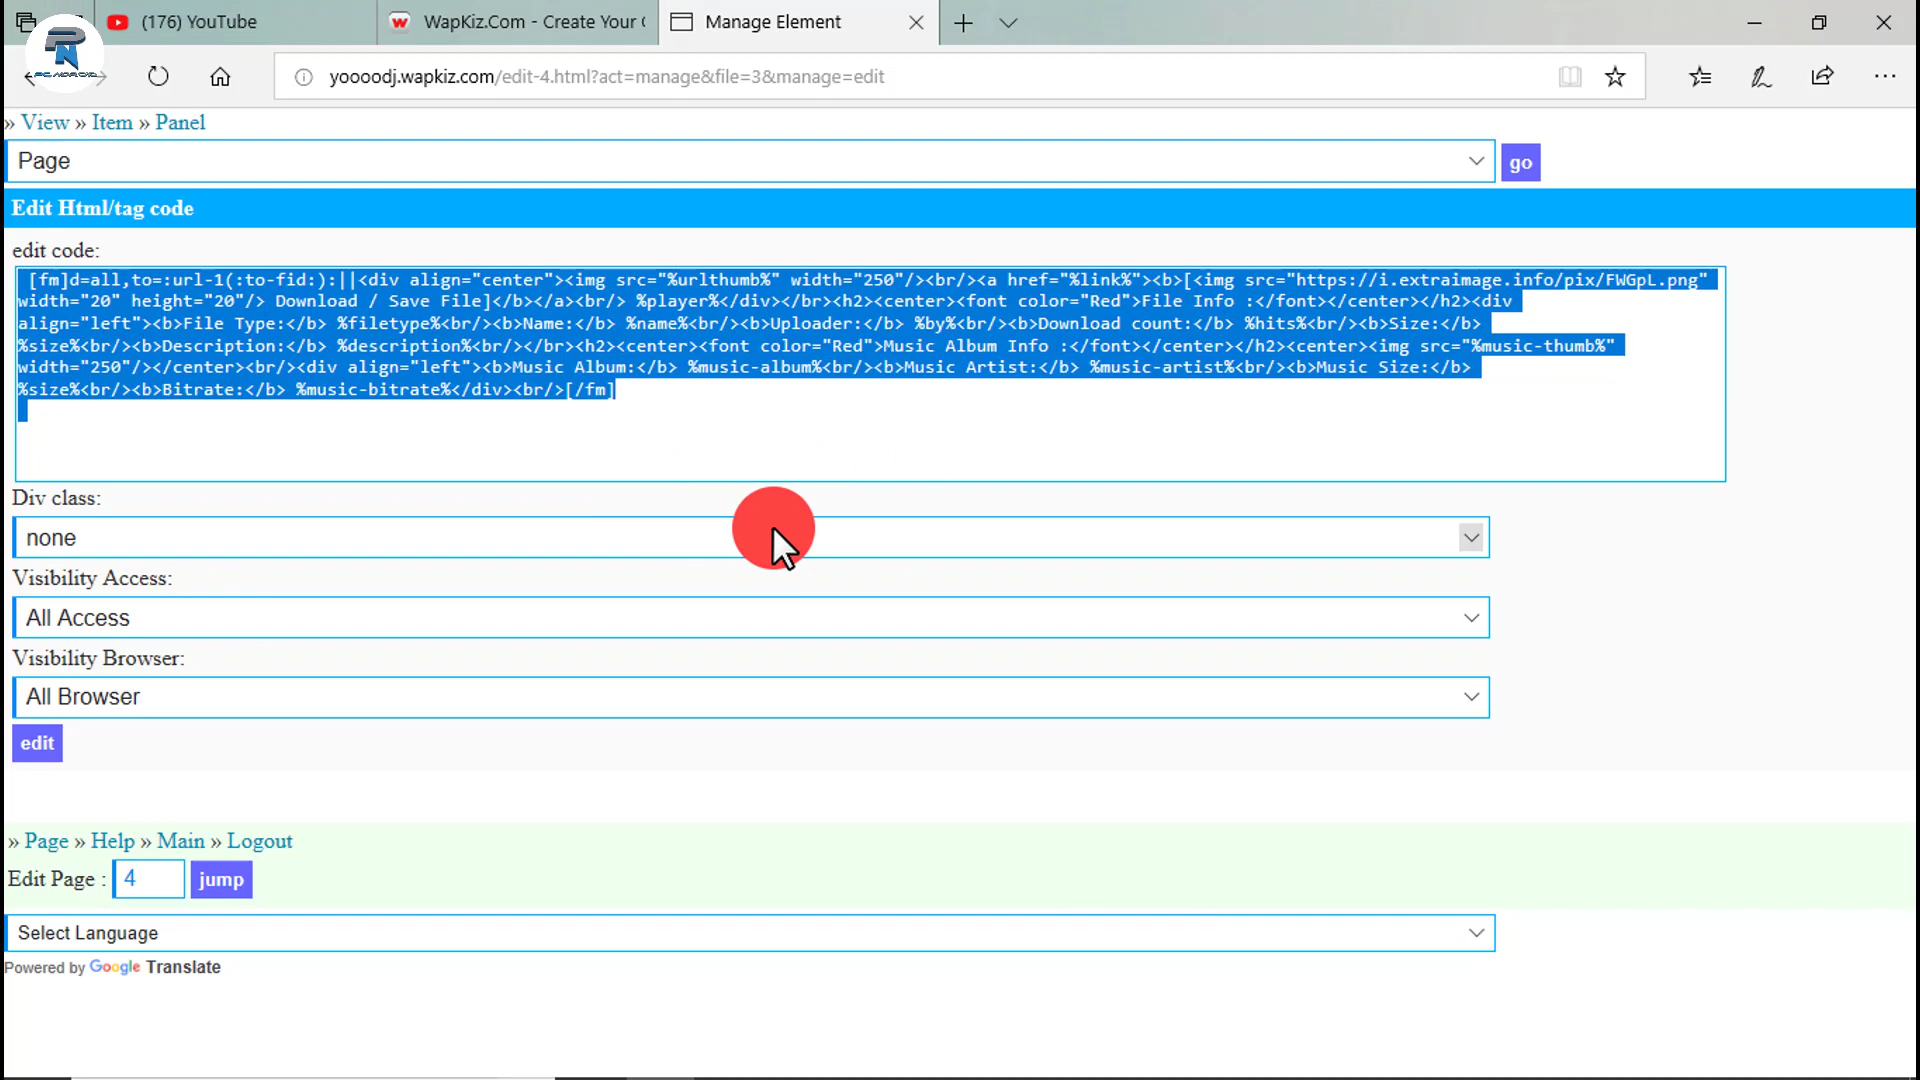 (176) YouTube
WapKiz.Com - Create Your
Manage Element
PC ANDROID
yoooodj.wapkiz.com/edit-4.html?act=manage&file=3&manage=edit
» View » Item » Panel
Page
go
Edit Html/tag code
edit code:
[fm]d=all,to=:url-1(:to-fid:):||<div align="center"><img src="%urlthumb%" width="250"/><br/><a href="%link%"><b>[<img src="https://i.extraimage.info/pix/FWGpL.png"
width="20" height="20"/> Download / Save File]</b></a><br/> %player%</div></br><h2><center><font color="Red">File Info :</font></center></h2><div
align="left"><b>File Type:</b> %filetype%<br/><b>Name:</b> %name%<br/><b>Uploader:</b> %by%<br/><b>Download count:</b> %hits%<br/><b>Size:</b>
%size%<br/><b>Description:</b> %description%<br/></br><h2><center><font color="Red">Music Album Info :</font></center></h2><center><img src="%music-thumb%"
width="250"/></center><br/><div align="left"><b>Music Album:</b> %music-album%<br/><b>Music Artist:</b> %music-artist%<br/><b>Music Size:</b>
%size%<br/><b>Bitrate:</b> %music-bitrate%</div><br/>[/fm]
Div class:
none
Visibility Access:
All Access
Visibility Browser:
All Browser
edit
» Page » Help » Main » Logout
Edit Page : 4 jump
Select Language
Powered by Google Translate